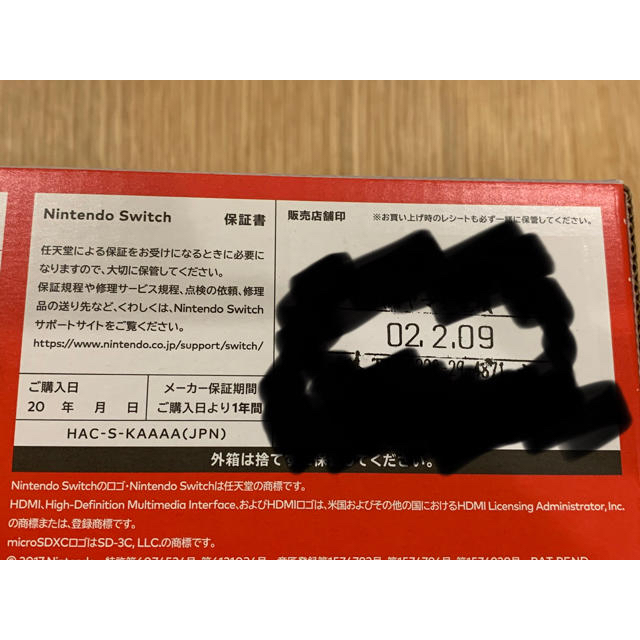 Nintendo Switch 保証書
任天堂による保証をお受けになるときに必要に
なりますので、大切に保管してください。
保証規程や修理サービス規程、点検の依頼、修理
品の送り先など、くわしくは、Nintendo Switch
サポートサイトをご覧ください。
https://www.nintendo.co.jp/support/switch/
ご購入日 メーカー保証期間
20 年 月 日 ご購入日より1年間
HAC-S-KAAAA(JPN)
販売店舗印 ※お買い上げ時のレシートも必ず一緒に保管してください。
02.2.09
外箱は捨て てください。
Nintendo Switchのロゴ・Nintendo Switchは任天堂の商標です。
HDMI、High-Definition Multimedia Interface、およびHDMIロゴは、米国およびその他の国におけるHDMI Licensing Administrator, Inc.
の商標または、登録商標です。
microSDXCロゴはSD-3C, LLC.の商標です。